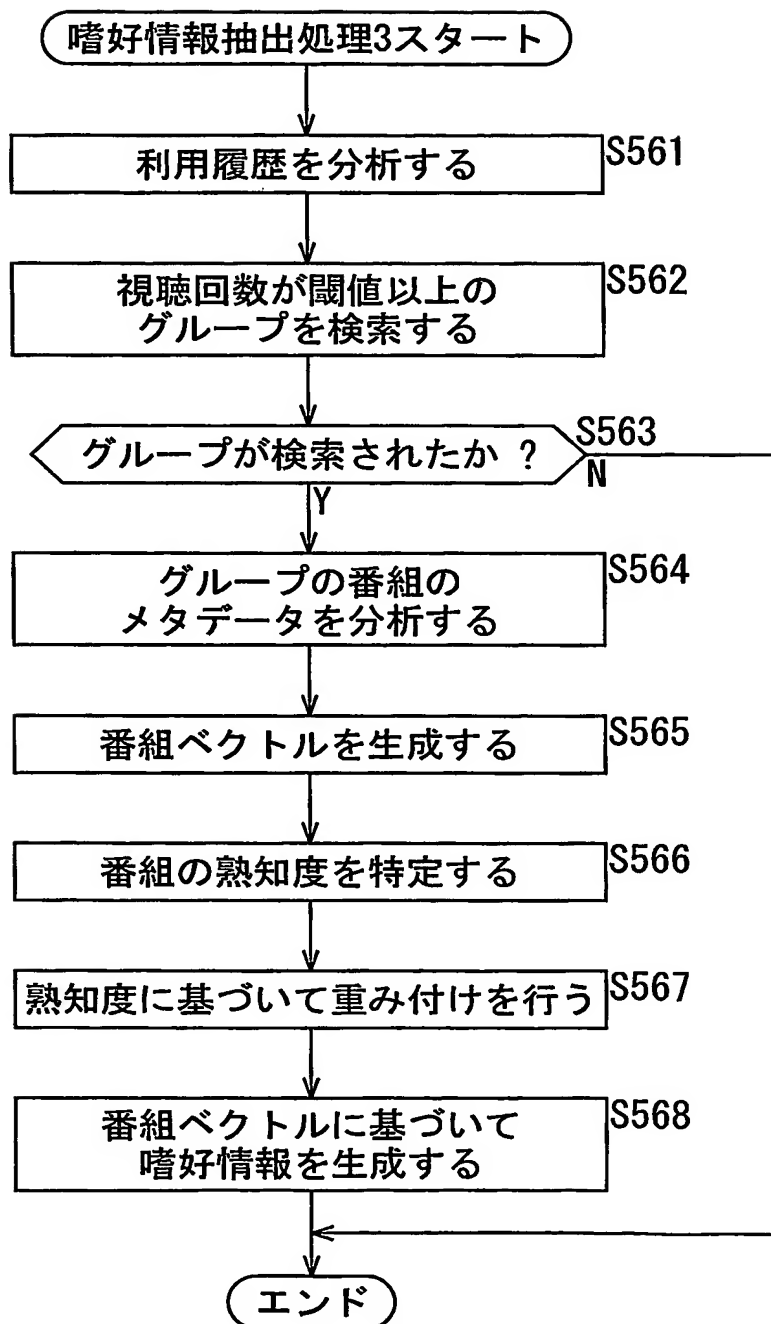 嗜好情報抽出処理3スタート
利用履歴を分析する
S561
視聴回数が閾値以上の
グループを検索する
S562
グループが検索されたか ?
S563
N
Y
グループの番組の
メタデータを分析する
S564
番組ベクトルを生成する
S565
番組の熟知度を特定する
S566
熟知度に基づいて重み付けを行う
S567
番組ベクトルに基づいて
嗜好情報を生成する
S568
エンド